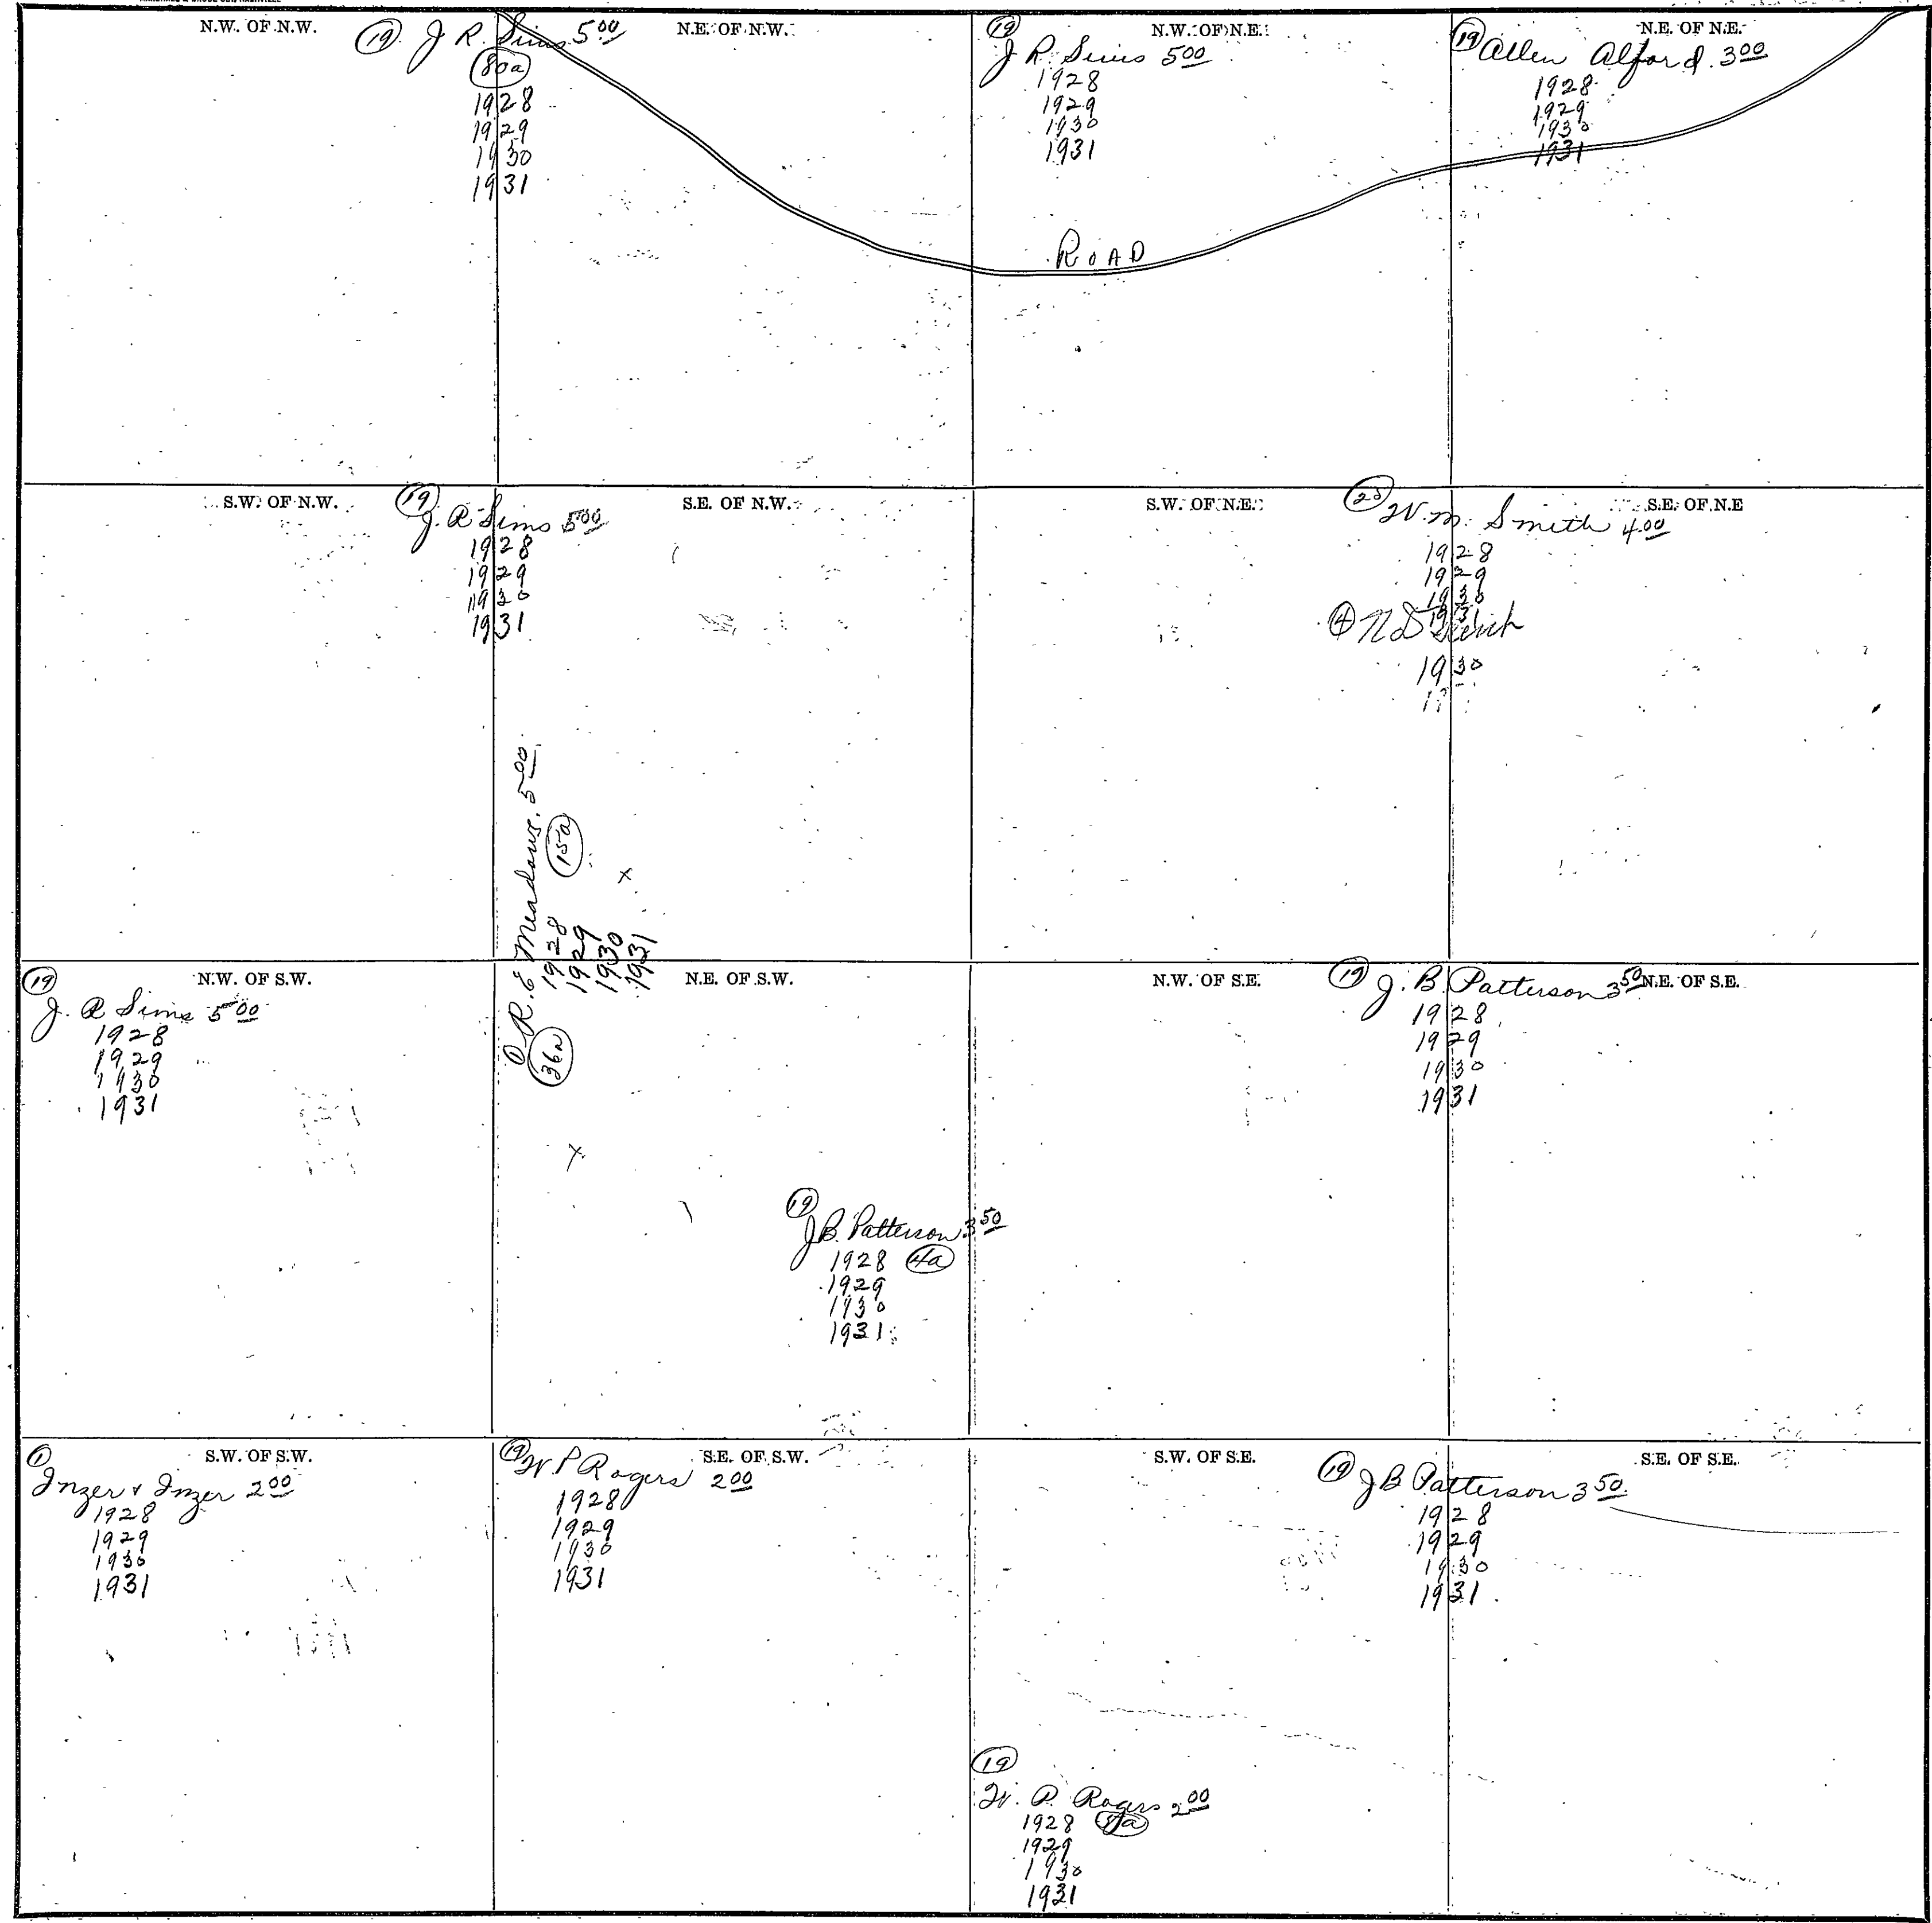 N.W. OF N.W.
(19) J R. Sims 5 00
(80a)
1928
1929
1930
1931
N.E. OF N.W.
(19)
N.W. OF N.E.
J R. Sims 5 00
1928
1929
1930
1931
ROAD
N.E. OF N.E.
(19) Allen Alford. 3 00
1928
1929
1930
1931
S.W. OF N.W.
(19)
J. R Sims 5 00
1928
1929
1930
1931
S.E. OF N.W.
S.W. OF N.E.
S.E. OF N.E
W. M. Smith 4 00
1928
1929
1930
(4) N D
1930
O. R. E Meadows. 5 00
(15a)
1928
1929
1930
1931
(36a)
x
x
(19)
N.W. OF S.W.
J. R Sims 5 00
1928
1929
1930
1931
N.E. OF S.W.
(19)
J B. Patterson 3 50
1928 (4a)
1929
1930
1931
N.W. OF S.E.
N.E. OF S.E.
(19) J. B. Patterson 3 50
1928
1929
1930
1931
(1)
S.W. OF S.W.
Inzer & Inzer 2 00
1928
1929
1930
1931
(19)
S.E. OF S.W.
W. P Rogers 2 00
1928
1929
1930
1931
S.W. OF S.E.
(19)
W. P. Rogers 2 00
1928
1929
1930
1931
S.E. OF S.E.
(19) J B Patterson 3 50
1928
1929
1930
1931